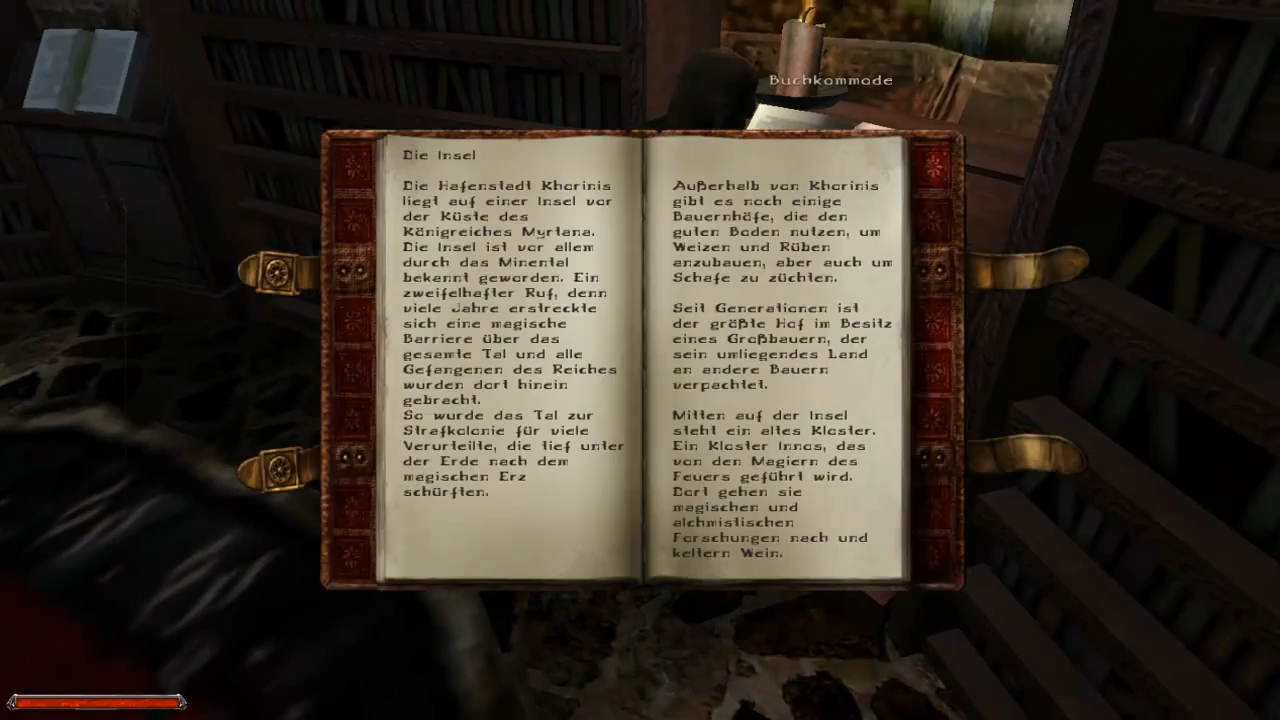 Buchkommode
Die Insel
Die Hafenstadt Khorinis
liegt auf einer Insel vor
der Küste des
Königreiches Myrtana.
Die Insel ist vor allem
durch das Minental
bekannt geworden. Ein
zweifelhafter Ruf, denn
viele Jahre erstreckte
sich eine magische
Barriere über das
gesamte Tal und alle
Gefangenen des Reiches
wurden dort hinein
gebracht.
So wurde das Tal zur
Strafkolonie für viele
Verurteilte, die tief unter
der Erde nach dem
magischen Erz
schürften.
Außerhalb von Khorinis
gibt es noch einige
Bauernhöfe, die den
guten Boden nutzen, um
Weizen und Rüben
anzubauen, aber auch um
Schafe zu züchten.
Seit Generationen ist
der größte Hof im Besitz
eines Großbauern, der
sein umliegendes Land
an andere Bauern
verpachtet.
Mitten auf der Insel
steht ein altes Kloster.
Ein Kloster Innos, das
von den Magiern des
Feuers geführt wird.
Dort gehen sie
magischen und
alchmistischen
Forschungen nach und
keltern Wein.